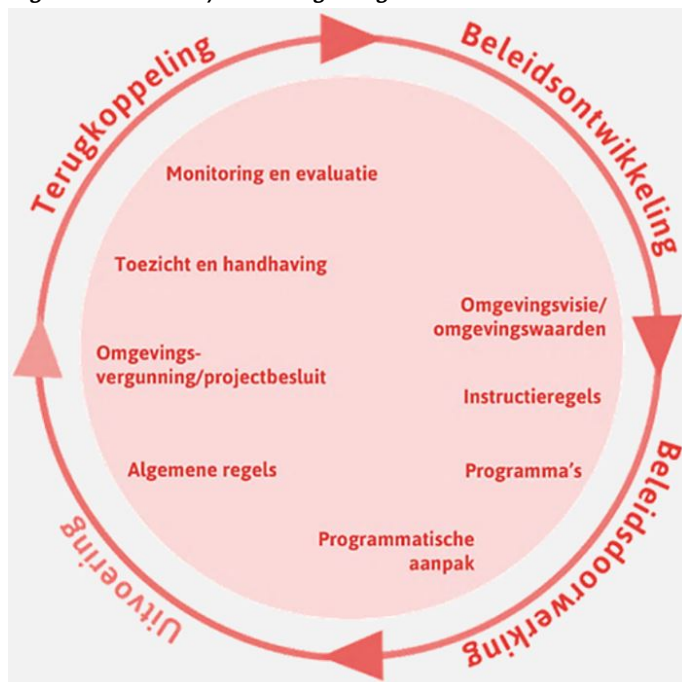 Terugkoppeling
Beleidsontwikkeling
Monitoring en evaluatie
Toezicht en handhaving
Omgevingsvisie/
omgevingswaarden
Omgevings-
vergunning/projectbesluit
Instructieregels
Algemene regels
Programma's
Programmatische
aanpak
Uitvoering
Beleidsdoorwerking